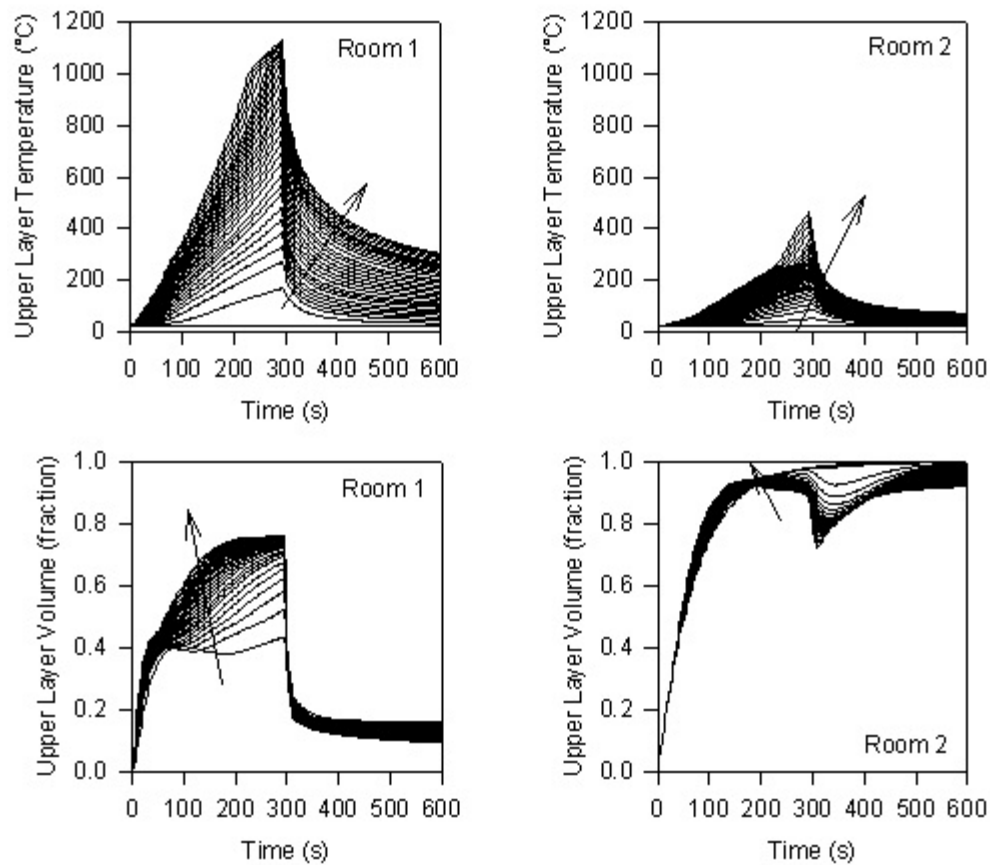 Upper Layer Temperature (°C)
1200
1000
800
600
400
200
0
Room 1
0 100 200 300 400 500 600
Time (s)
Upper Layer Temperature (°C)
1200
1000
800
600
400
200
0
Room 2
0 100 200 300 400 500 600
Time (s)
Upper Layer Volume (fraction)
1.0
0.8
0.6
0.4
0.2
0.0
Room 1
0 100 200 300 400 500 600
Time (s)
Upper Layer Volume (fraction)
1.0
0.8
0.6
0.4
0.2
0.0
Room 2
0 100 200 300 400 500 600
Time (s)